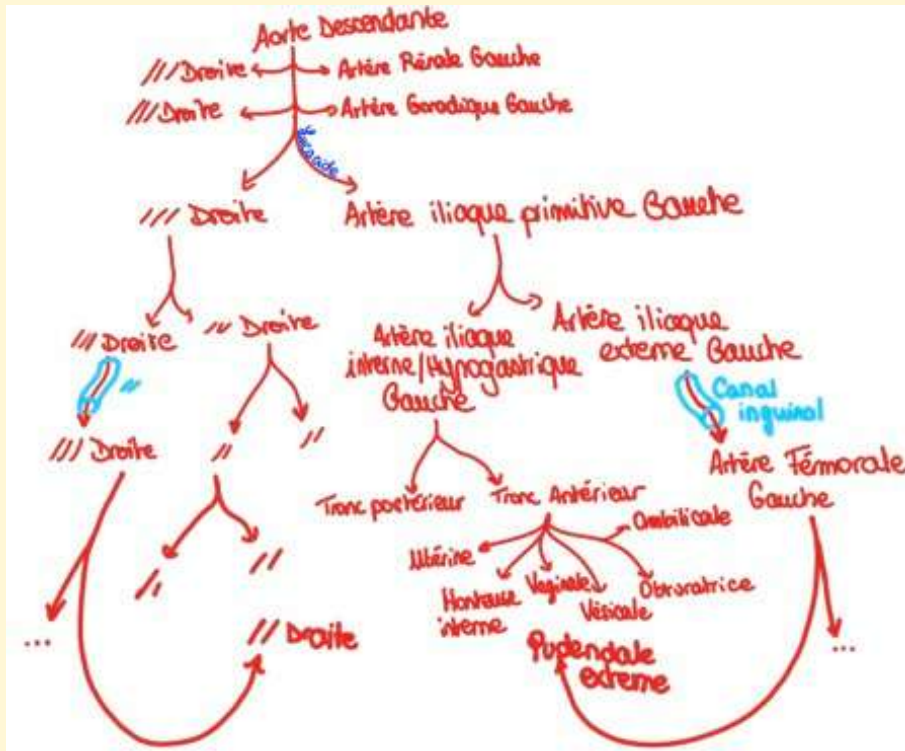 Aorte Descendante
/// Droite Artère Rénale Gauche
/// Droite Artère Gonadique Gauche
/// Droite Artère iliaque primitive Gauche
/// Droite // Droite Artère iliaque Artère iliaque
interne/Hypogastrique externe Gauche
Gauche
// Canal
inguinal
/// Droite // // Artère Fémorale
Gauche
Tronc postérieur Tronc Antérieur
Ombilicale
Utérine
// // Honteuse Vaginale Obturatrice
interne Vésicale
... // Droite Pudendale ...
externe